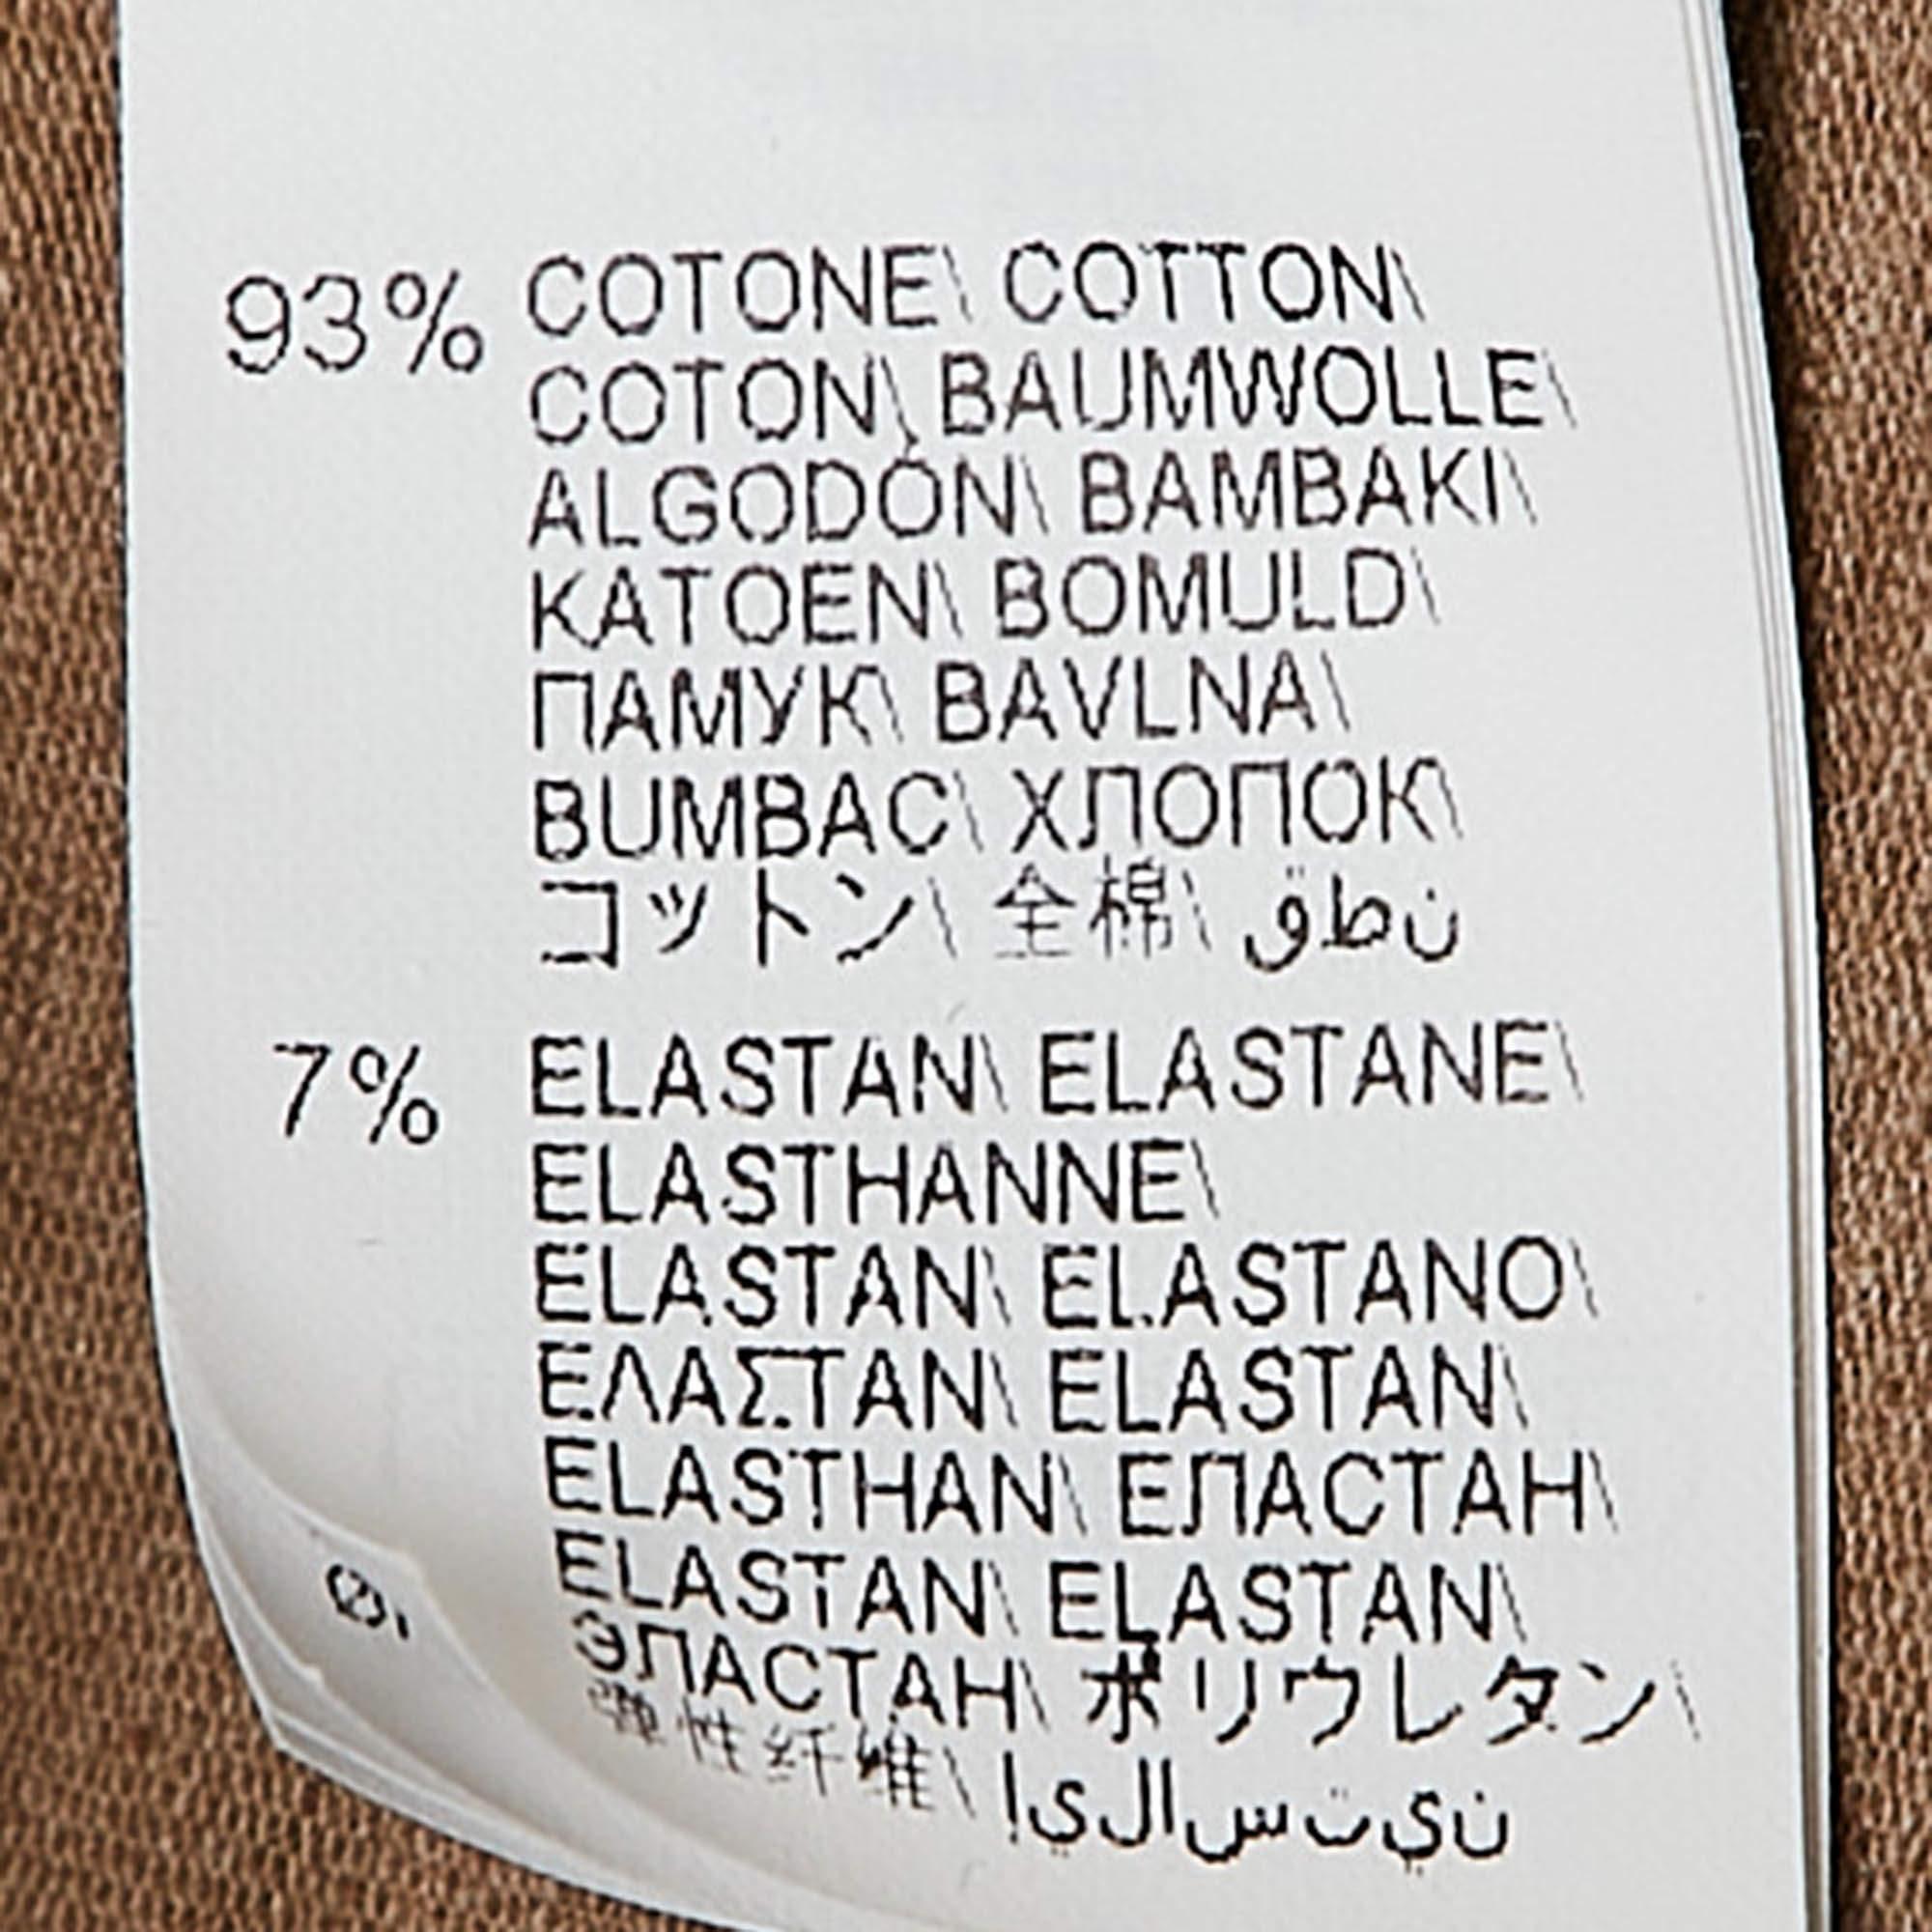 93% COTONE\ COTTON\
COTON\ BAUMWOLLE\
ALGODÓN\ ΒΑΜΒΑΚΙ\
KATOEN\ BOMULD\
ПАМУК\ BAVLNA\
BUMBAC\ ХЛОПОК\
コットン\ 全棉\ قطن
7% ELASTAN\ ELASTANE\
ELASTHANNE\
ELASTAN\ ELASTANO\
ΕΛΑΣΤΑΝ\ ELASTAN\
ELASTHAN\ ЕЛАСТАН\
ELASTAN\ ELASTAN\
ЭЛАСТАН\ ポリウレタン\
弹性纤维\ إيلاستين